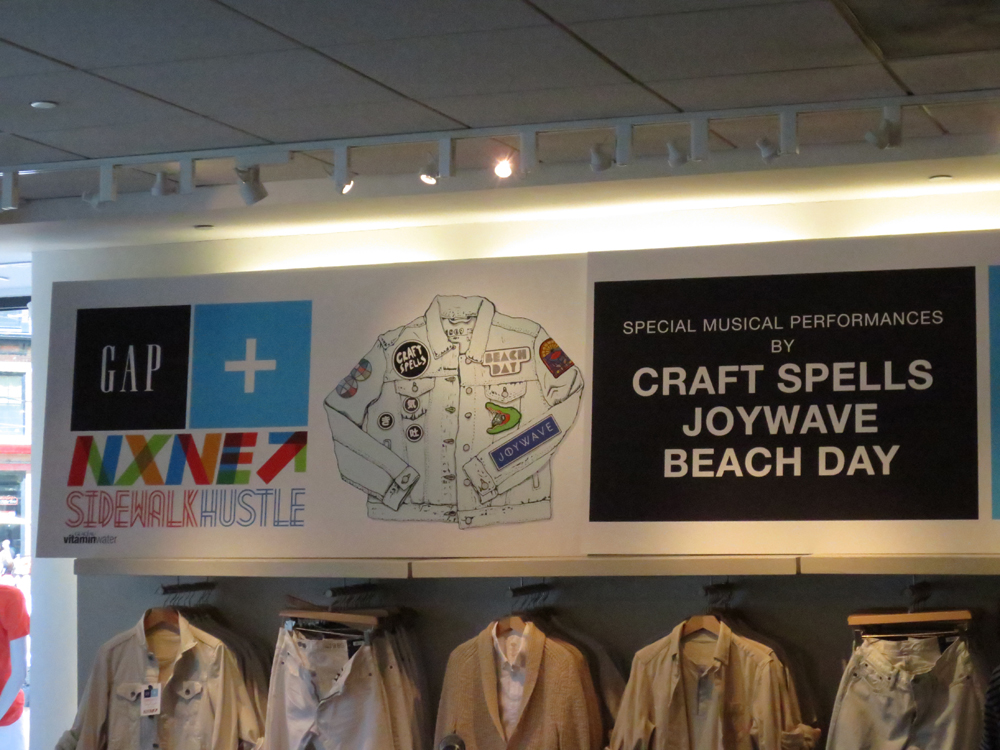 GAP
NXNE
SIDEWALKHUSTLE
vitaminwater
CRAFT
SPELLS
BEACH
DAY
JOYWAVE
SPECIAL MUSICAL PERFORMANCES
BY
CRAFT SPELLS
JOYWAVE
BEACH DAY